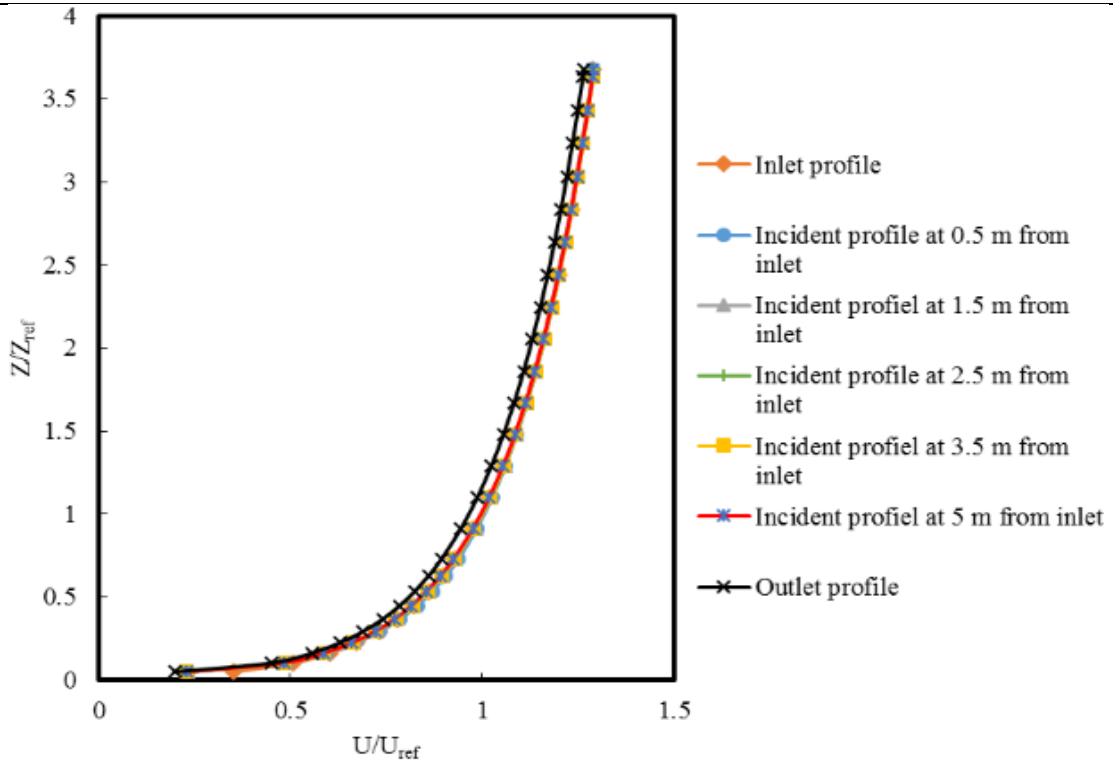 4
3.5
3
2.5
2
1.5
1
0.5
0
Z/Zref
0
0.5
1
1.5
U/Uref
Inlet profile
Incident profile at 0.5 m from
inlet
Incident profiel at 1.5 m from
inlet
Incident profile at 2.5 m from
inlet
Incident profiel at 3.5 m from
inlet
Incident profiel at 5 m from inlet
Outlet profile